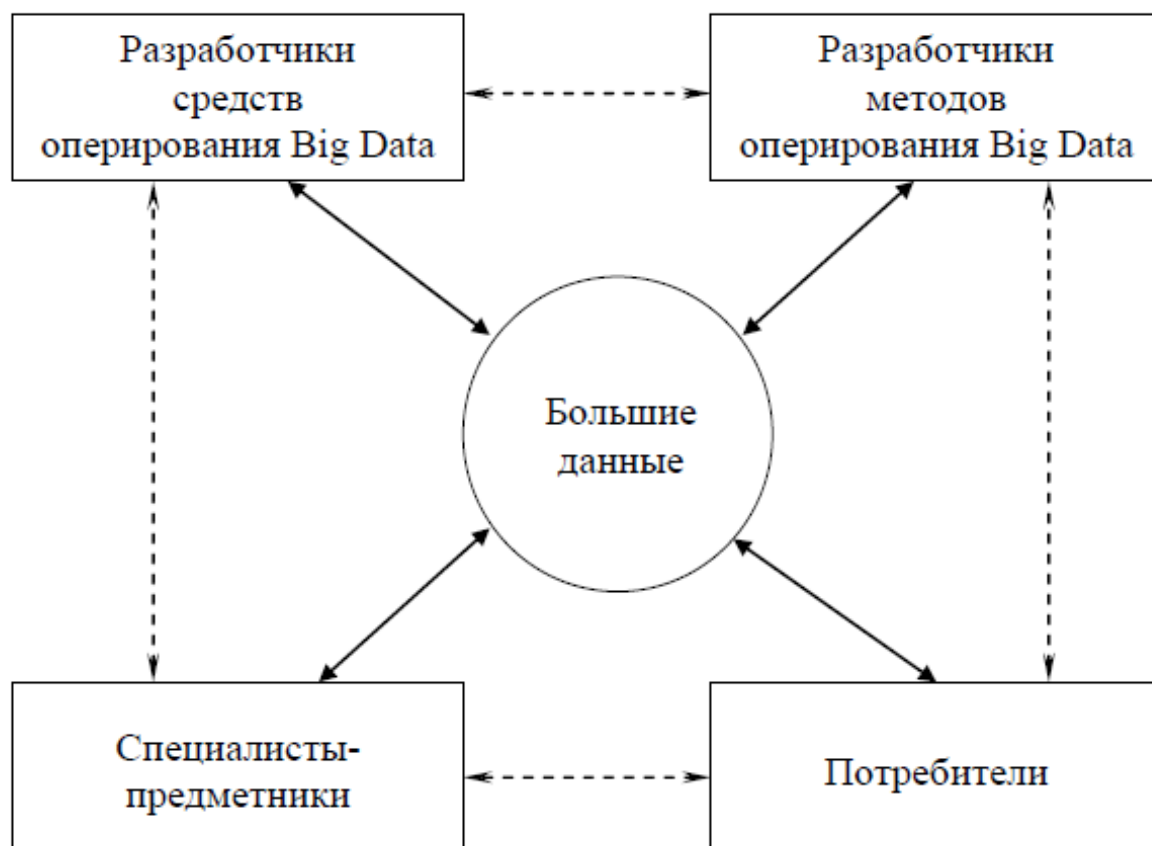 Разработчики
средств
оперирования Big Data
Разработчики
методов
оперирования Big Data
Большие
данные
Специалисты-
предметники
Потребители